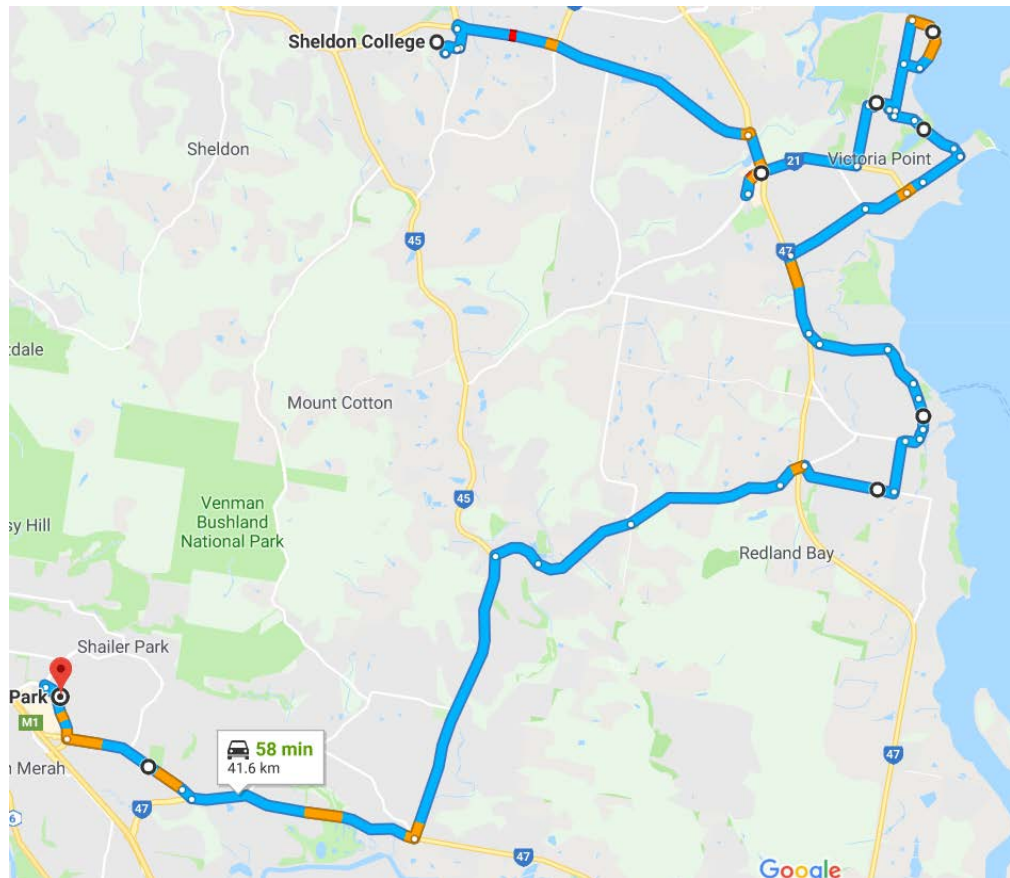 Sheldon College
Sheldon
21
Victoria Point
45
47
tdale
Mount Cotton
45
Venman
Bushland
National Park
sy Hill
Redland Bay
Shailer Park
Park
M1
58 min
41.6 km
n Merah
47
47
6
47
Google